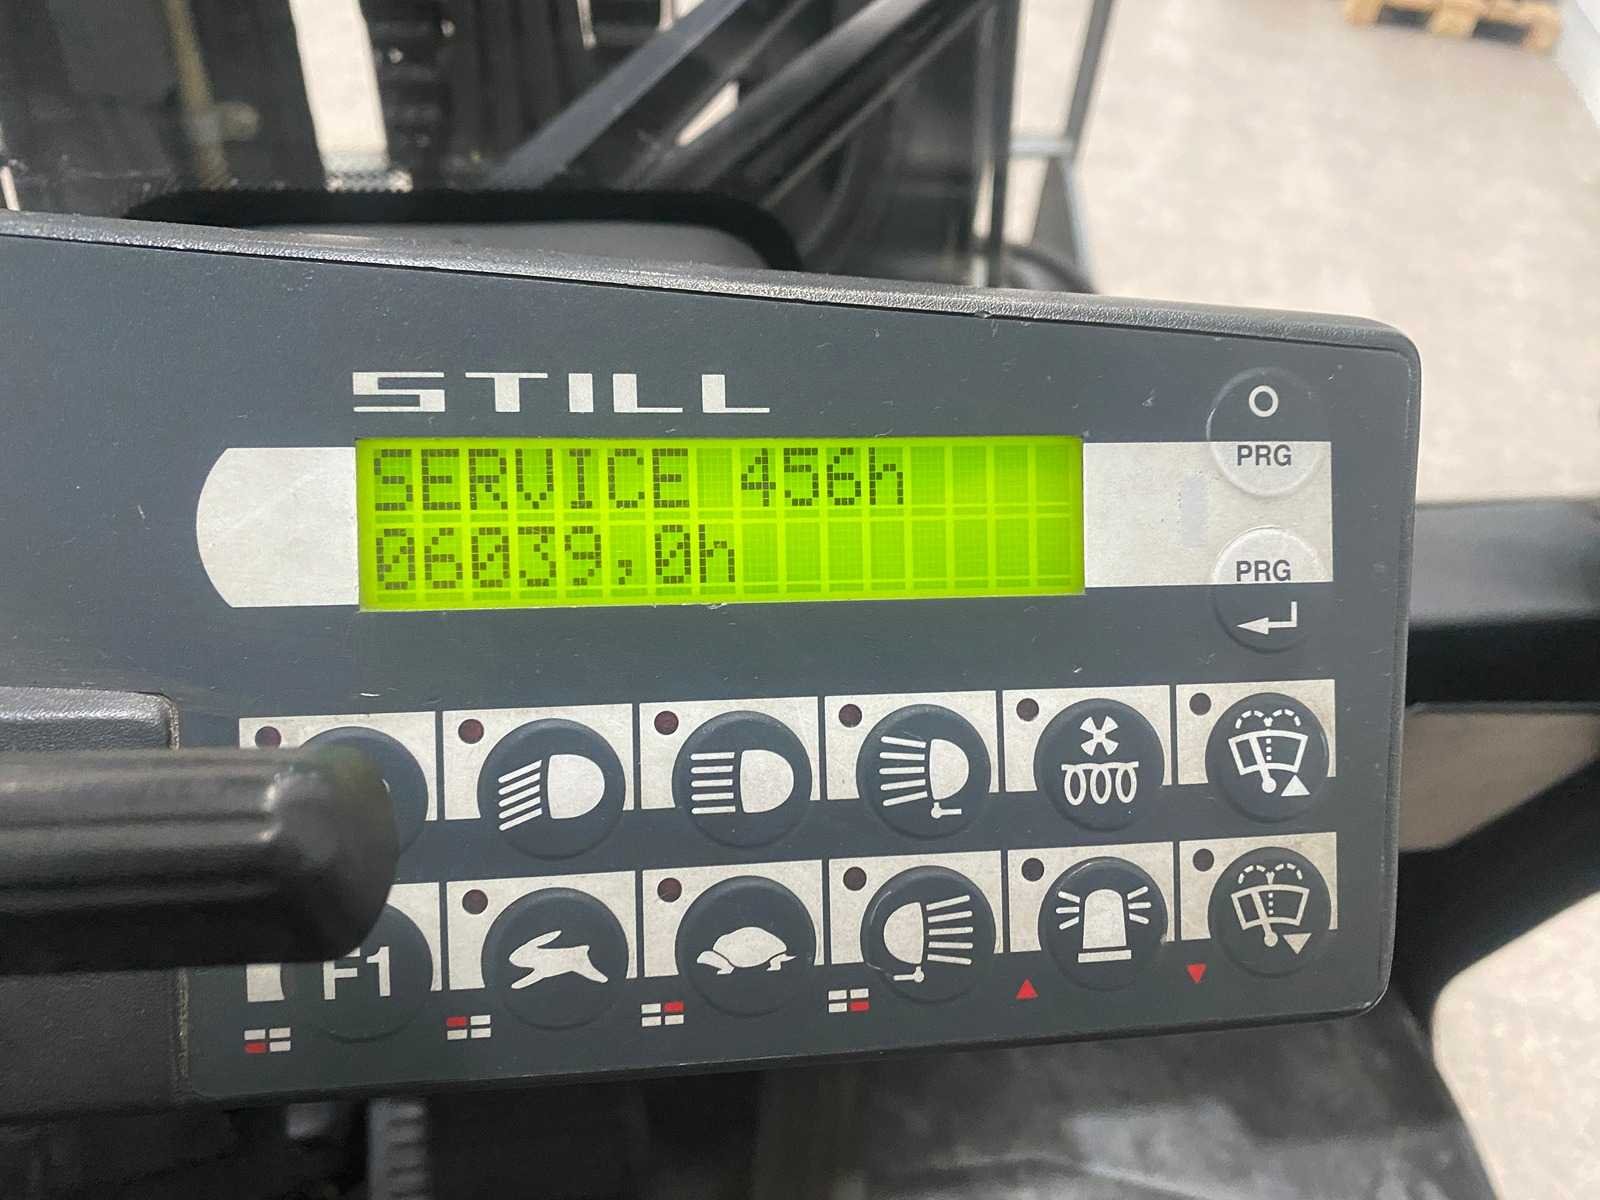 STILL
SERVICE 456h
06039,0h
PRG
PRG
F1